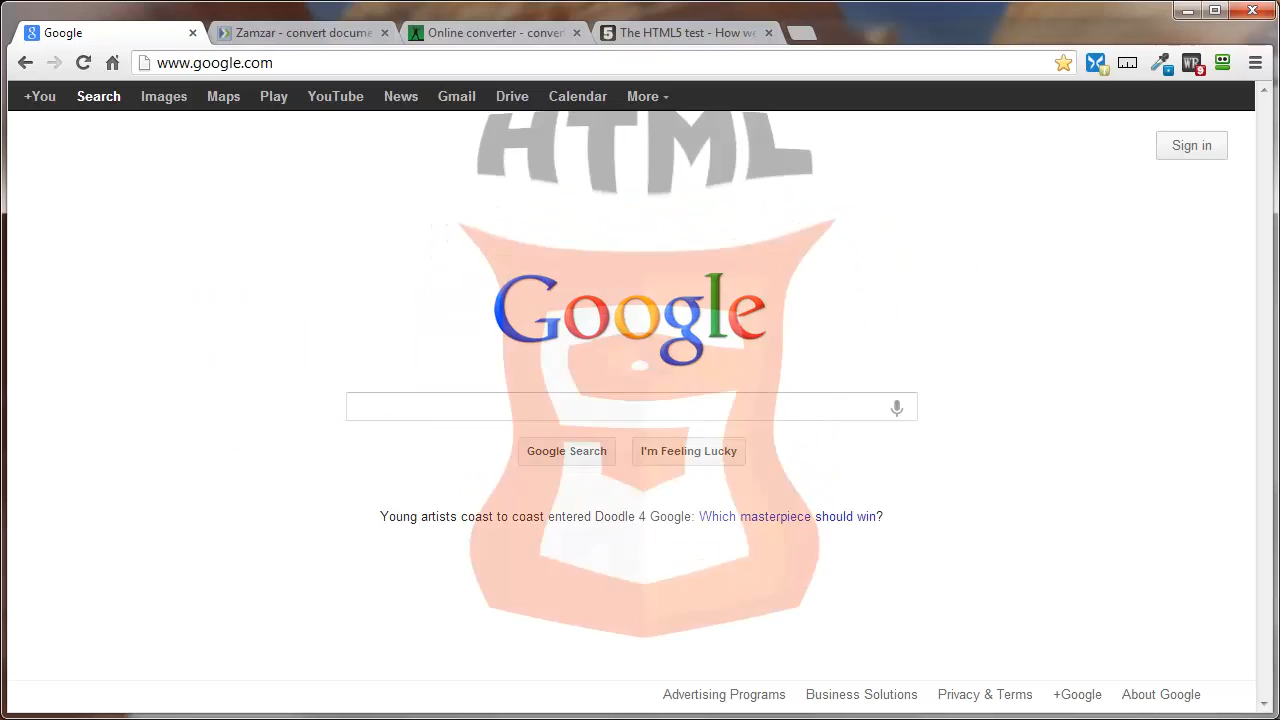 Google
Zamzar - convert docume
Online converter - conver
The HTML5 test - How we
www.google.com
+You Search Images Maps Play YouTube News Gmail Drive Calendar More
HTML
Sign in
Google
Google Search I'm Feeling Lucky
Young artists coast to coast entered Doodle 4 Google: Which masterpiece should win?
Advertising Programs Business Solutions Privacy & Terms +Google About Google